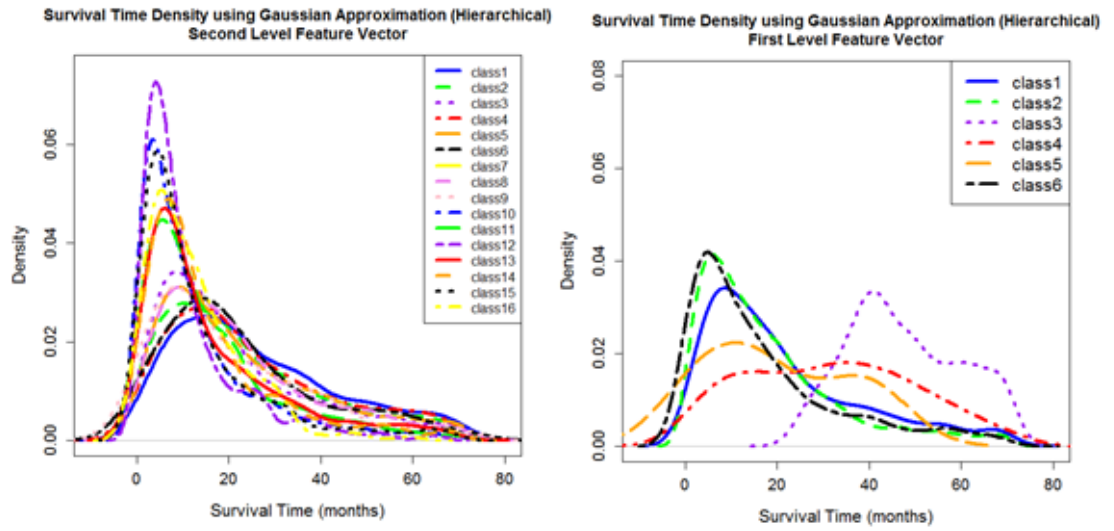 Survival Time Density using Gaussian Approximation (Hierarchical)
Second Level Feature Vector
Density
0.00
0.02
0.04
0.06
0
20
40
60
80
Survival Time (months)
class1
class2
class3
class4
class5
class6
class7
class8
class9
class10
class11
class12
class13
class14
class15
class16
Survival Time Density using Gaussian Approximation (Hierarchical)
First Level Feature Vector
Density
0.00
0.02
0.04
0.06
0.08
0
20
40
60
80
Survival Time (months)
class1
class2
class3
class4
class5
class6